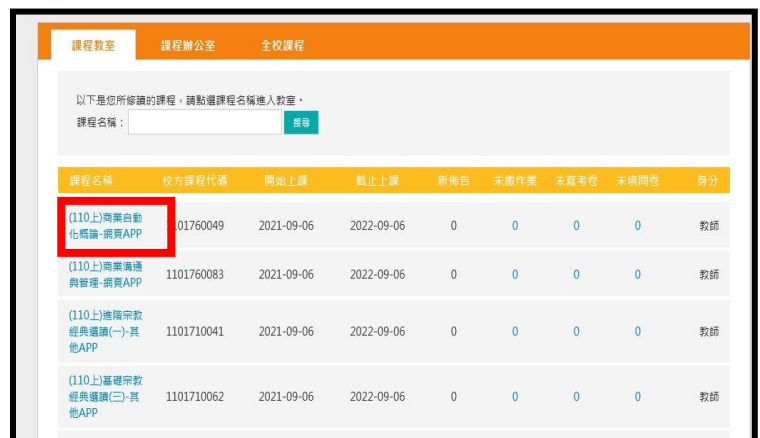 課程教室 課程辦公室 全校課程
以下是您所修讀的課程，請點選課程名稱進入教室。
課程名稱：
搜尋
課程名稱 校方課程代碼 開始上課 截止上課 新佈告 未繳作業 未寫考卷 未填問卷 身分
(110上)商業自動
化概論-網頁APP 1101760049 2021-09-06 2022-09-06 0 0 0 0 教師
(110上)商業溝通
與管理-網頁APP 1101760083 2021-09-06 2022-09-06 0 0 0 0 教師
(110上)進階宗教
經典選讀(一)-其 1101710041 2021-09-06 2022-09-06 0 0 0 0 教師
他APP
(110上)基礎宗教
經典選讀(三)-其 1101710062 2021-09-06 2022-09-06 0 0 0 0 教師
他APP